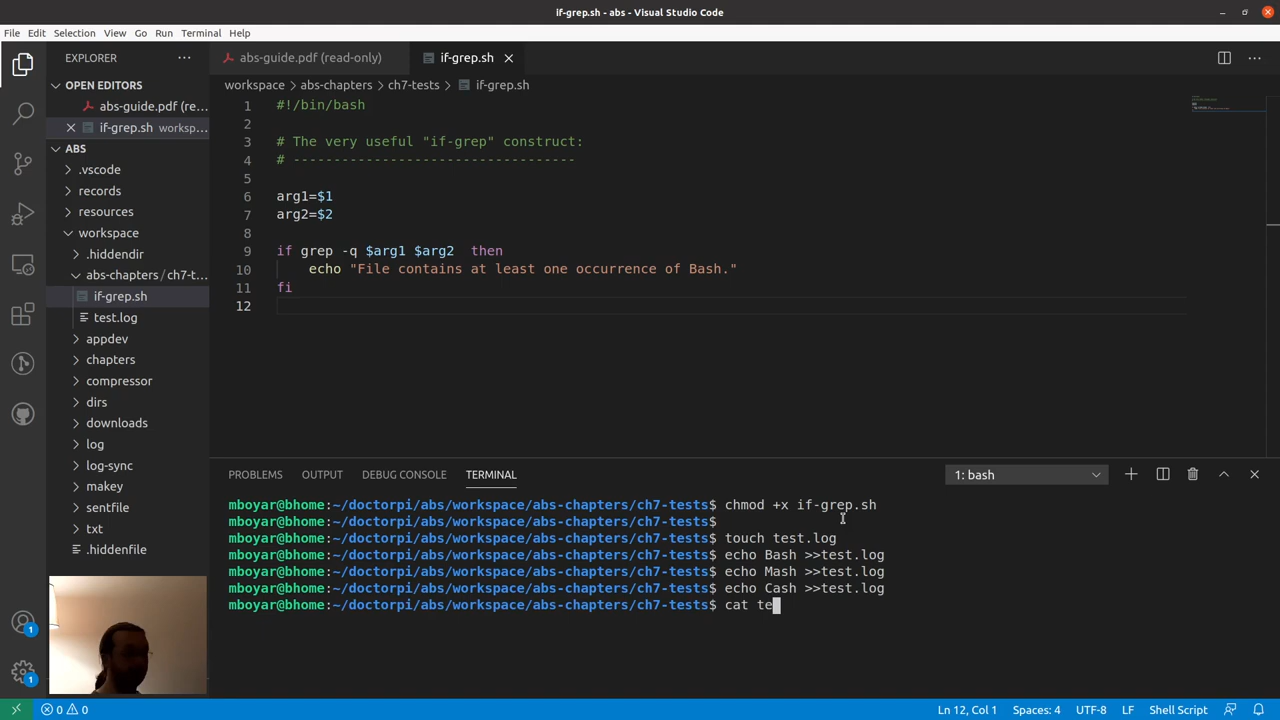 if-grep.sh - abs - Visual Studio Code
File Edit Selection View Go Run Terminal Help
EXPLORER
OPEN EDITORS
abs-guide.pdf (re...
if-grep.sh worksp...
ABS
.vscode
records
resources
workspace
.hiddendir
abs-chapters / ch7-t...
if-grep.sh
test.log
appdev
chapters
compressor
dirs
downloads
log
log-sync
makey
sentfile
txt
.hiddenfile
abs-guide.pdf (read-only)
if-grep.sh
workspace > abs-chapters > ch7-tests > if-grep.sh
1 #!/bin/bash
2
3 # The very useful "if-grep" construct:
4 # -----------------------------------
5
6 arg1=$1
7 arg2=$2
8
9 if grep -q $arg1 $arg2  then
10 echo "File contains at least one occurrence of Bash."
11 fi
12
PROBLEMS OUTPUT DEBUG CONSOLE TERMINAL
1: bash
mboyar@bhome:~/doctorpi/abs/workspace/abs-chapters/ch7-tests$ chmod +x if-grep.sh
mboyar@bhome:~/doctorpi/abs/workspace/abs-chapters/ch7-tests$
mboyar@bhome:~/doctorpi/abs/workspace/abs-chapters/ch7-tests$ touch test.log
mboyar@bhome:~/doctorpi/abs/workspace/abs-chapters/ch7-tests$ echo Bash >>test.log
mboyar@bhome:~/doctorpi/abs/workspace/abs-chapters/ch7-tests$ echo Mash >>test.log
mboyar@bhome:~/doctorpi/abs/workspace/abs-chapters/ch7-tests$ echo Cash >>test.log
mboyar@bhome:~/doctorpi/abs/workspace/abs-chapters/ch7-tests$ cat te
1
1
0 0
Ln 12, Col 1 Spaces: 4 UTF-8 LF Shell Script